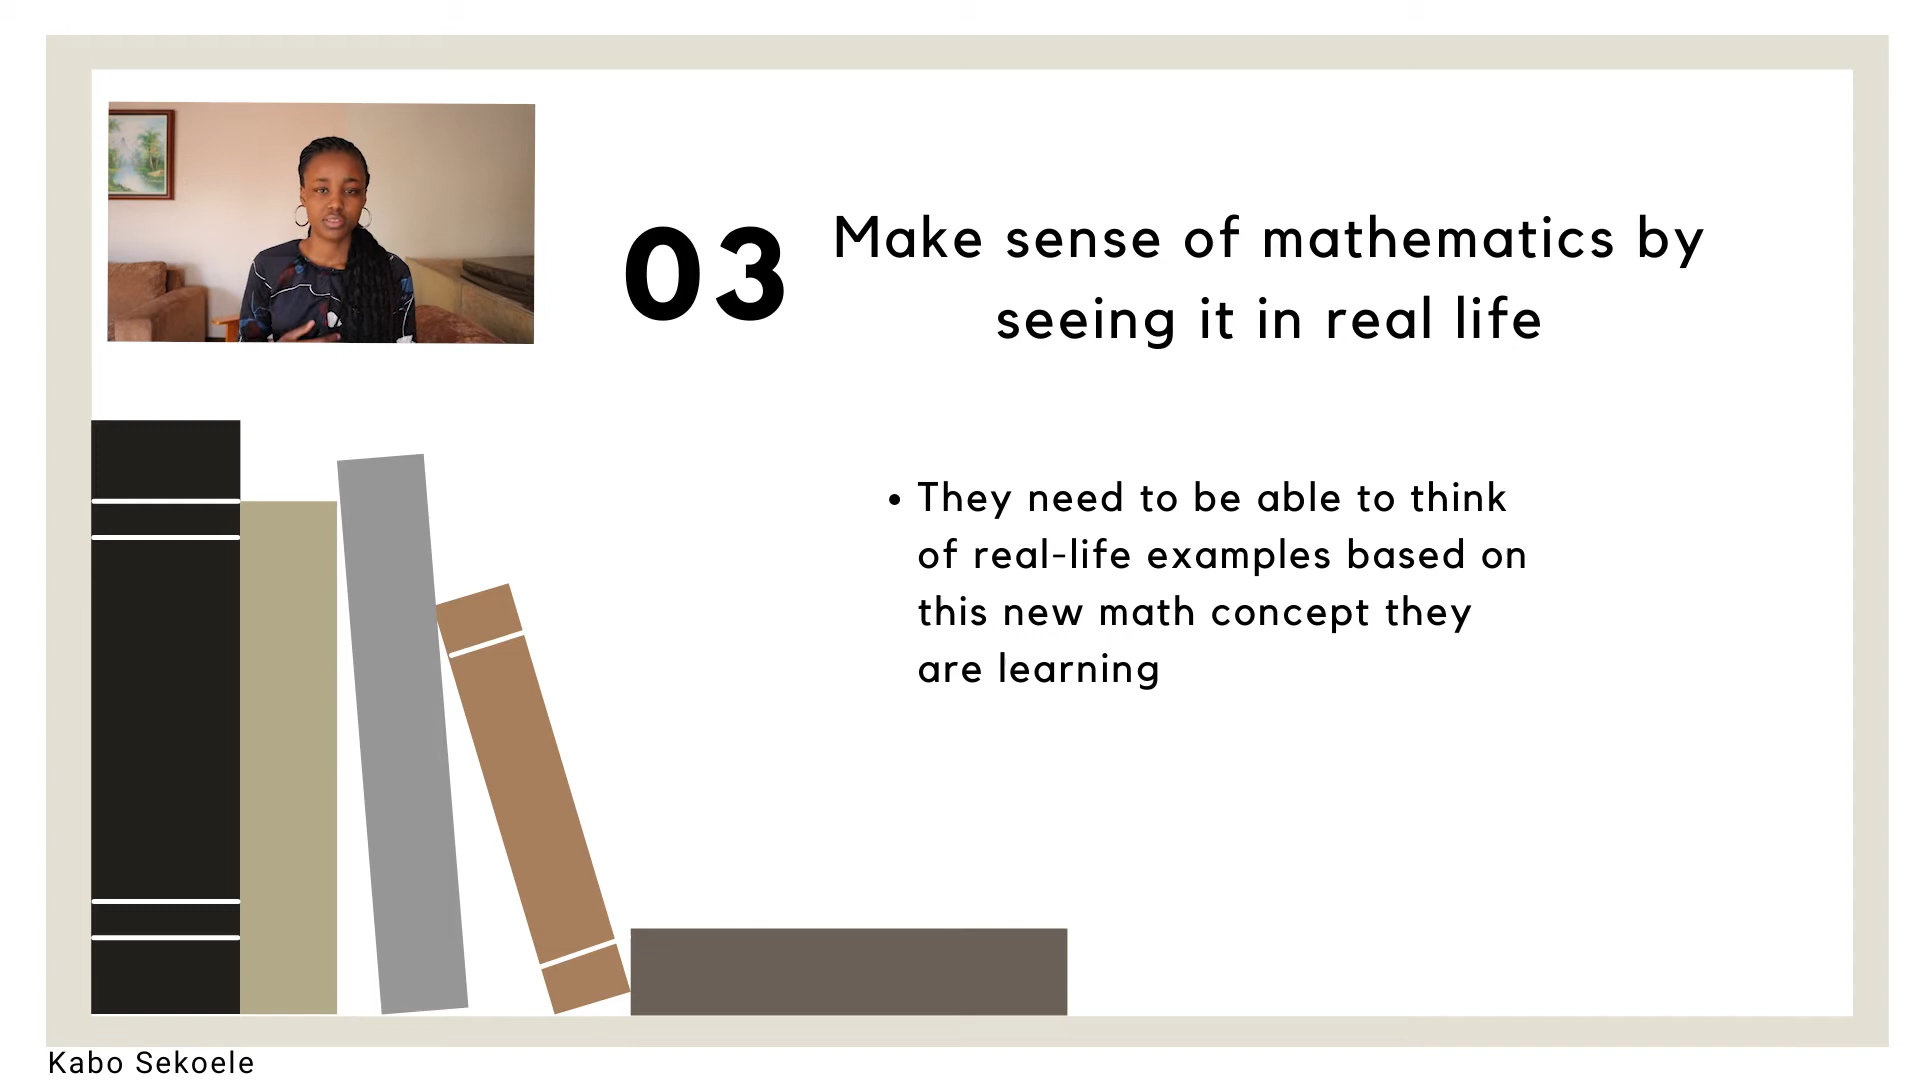 03
Make sense of mathematics by
seeing it in real life
• They need to be able to think
of real-life examples based on
this new math concept they
are learning
Kabo Sekoele